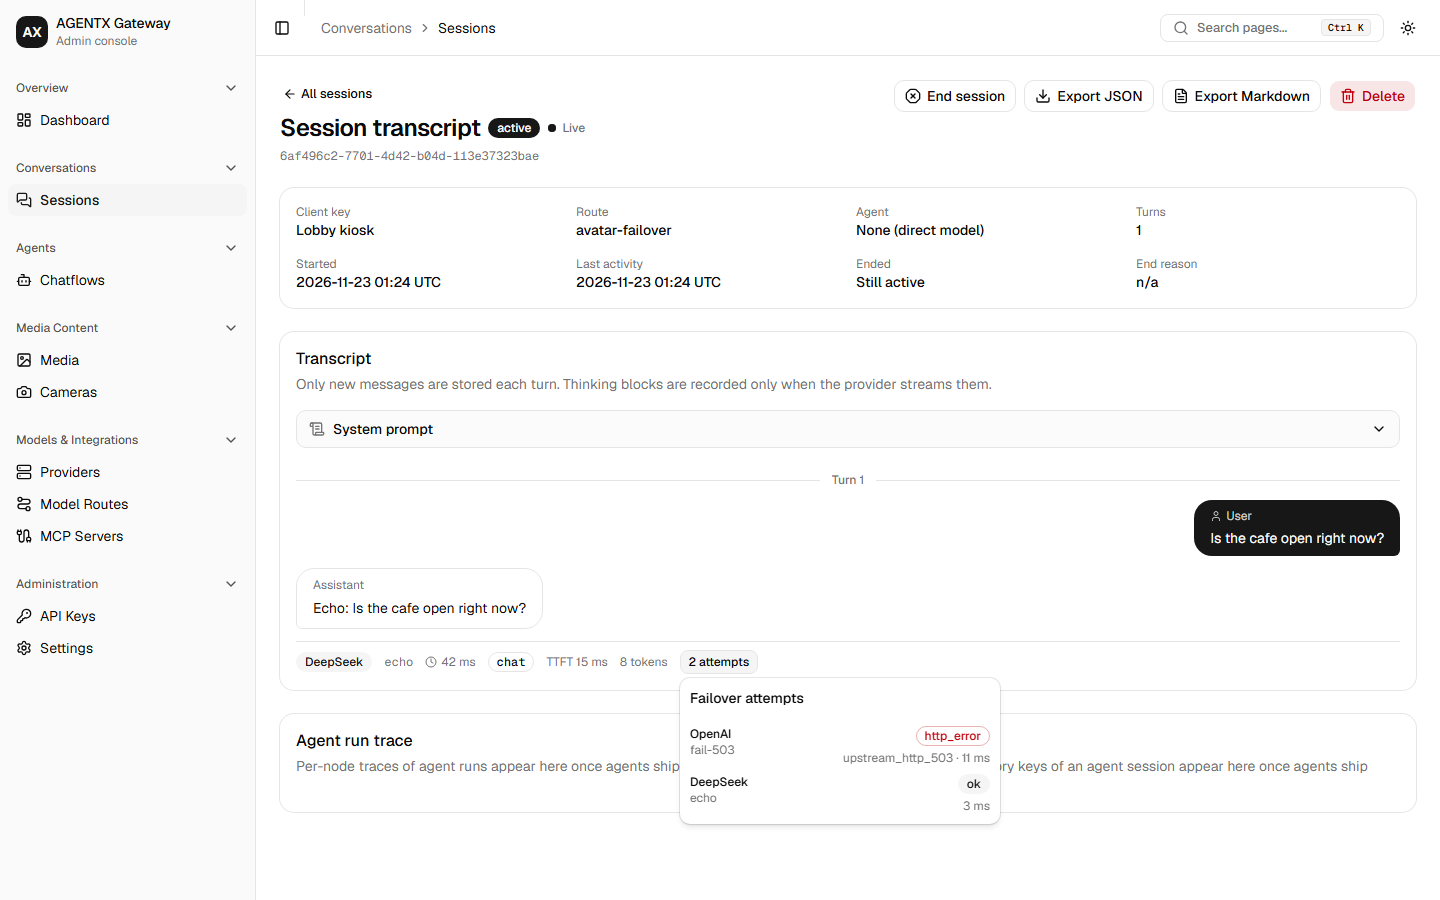 AX
AGENTX Gateway
Admin console
Overview
Dashboard
Conversations
Sessions
Agents
Chatflows
Media Content
Media
Cameras
Models & Integrations
Providers
Model Routes
MCP Servers
Administration
API Keys
Settings
Conversations > Sessions
Search pages... Ctrl K
All sessions
End session
Export JSON
Export Markdown
Delete
Session transcript active Live
6af496c2-7701-4d42-b04d-113e37323bae
Client key
Lobby kiosk
Route
avatar-failover
Agent
None (direct model)
Turns
1
Started
2026-11-23 01:24 UTC
Last activity
2026-11-23 01:24 UTC
Ended
Still active
End reason
n/a
Transcript
Only new messages are stored each turn. Thinking blocks are recorded only when the provider streams them.
System prompt
Turn 1
User
Is the cafe open right now?
Assistant
Echo: Is the cafe open right now?
DeepSeek echo 42 ms chat TTFT 15 ms 8 tokens 2 attempts
Failover attempts
OpenAI http_error
fail-503 upstream_http_503 · 11 ms
DeepSeek ok
echo 3 ms
Agent run trace
Per-node traces of agent runs appear here once agents ship
keys of an agent session appear here once agents ship